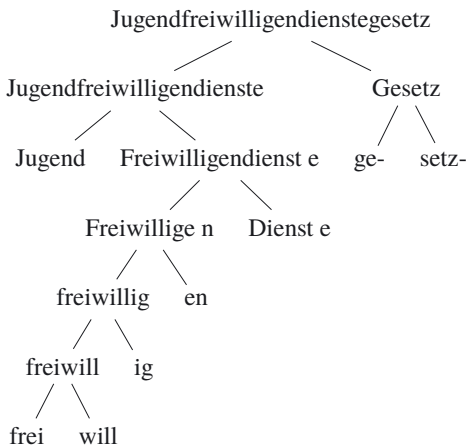 Jugendfreiwilligendienstegesetz
Jugendfreiwilligendienste Gesetz
Jugend Freiwilligendienst e ge- setz-
Freiwillige n Dienst e
freiwillig en
freiwill ig
frei will